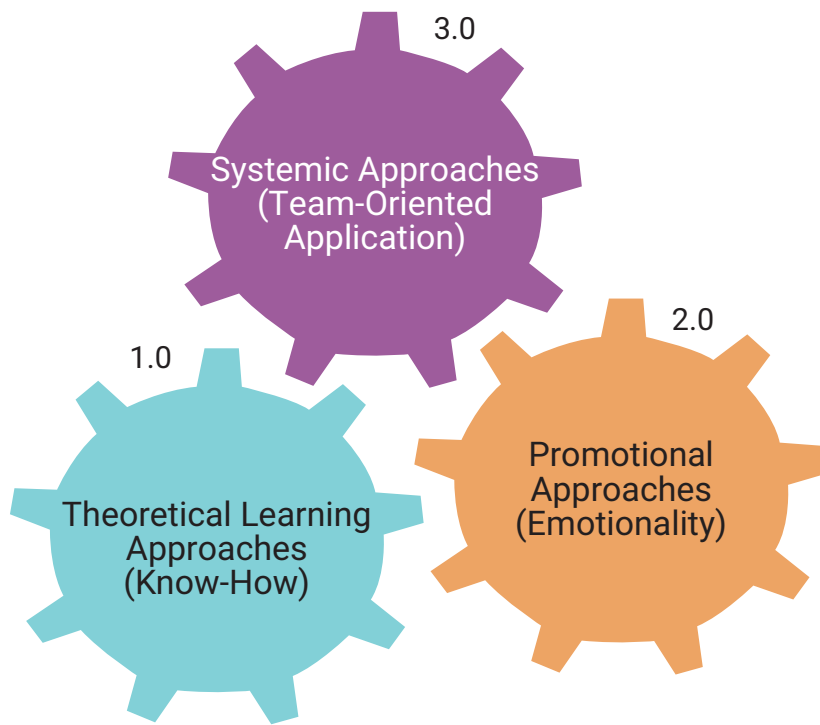 3.0
Systemic Approaches
(Team-Oriented
Application)
2.0
1.0
Promotional
Approaches
(Emotionality)
Theoretical Learning
Approaches
(Know-How)